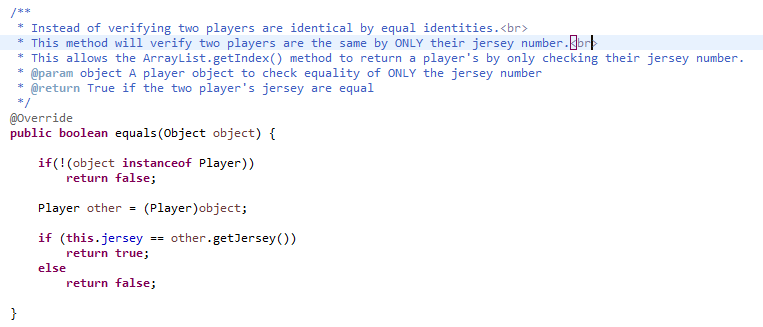 /**
 * Instead of verifying two players are identical by equal identities.<br>
 * This method will verify two players are the same by ONLY their jersey number.<br>
 * This allows the ArrayList.getIndex() method to return a player's by only checking their jersey number.
 * @param object A player object to check equality of ONLY the jersey number
 * @return True if the two player's jersey are equal
 */
@Override
public boolean equals(Object object) {
    if(!(object instanceof Player))
        return false;
    Player other = (Player)object;
    if (this.jersey == other.getJersey())
        return true;
    else
        return false;
}